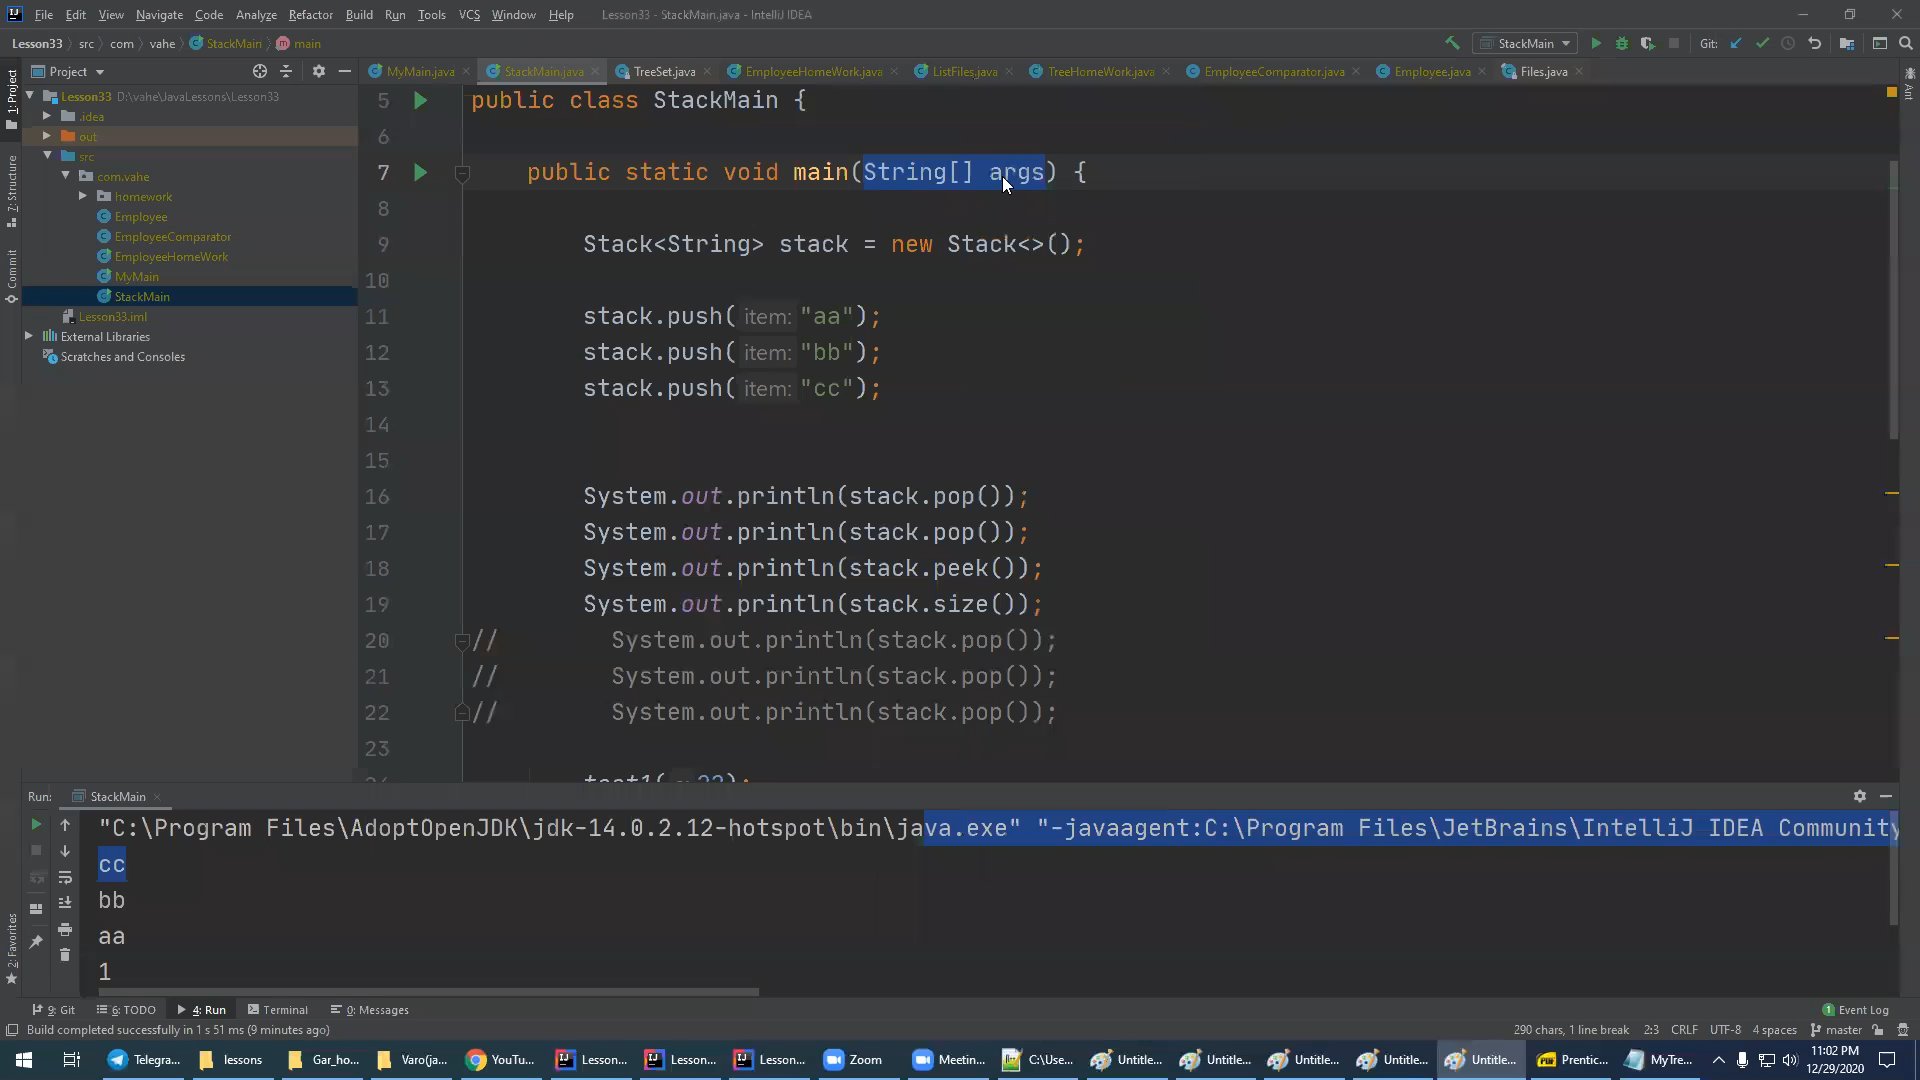 File Edit View Navigate Code Analyze Refactor Build Run Tools VCS Window Help Lesson33 - StackMain.java - IntelliJ IDEA
Lesson33 src com vahe StackMain main StackMain Git:
Project MyMain.java StackMain.java TreeSet.java EmployeeHomeWork.java ListFiles.java TreeHomeWork.java EmployeeComparator.java Employee.java Files.java
1: Project
7: Structure
Commit
2: Favorites
Ant
Lesson33 D:\vahe\JavaLessons\Lesson33
.idea
out
src
com.vahe
homework
Employee
EmployeeComparator
EmployeeHomeWork
MyMain
StackMain
Lesson33.iml
External Libraries
Scratches and Consoles
5 public class StackMain {
6
7 public static void main(String[] args) {
8
9 Stack<String> stack = new Stack<>();
10
11 stack.push( item: "aa");
12 stack.push( item: "bb");
13 stack.push( item: "cc");
14
15
16 System.out.println(stack.pop());
17 System.out.println(stack.pop());
18 System.out.println(stack.peek());
19 System.out.println(stack.size());
20 // System.out.println(stack.pop());
21 // System.out.println(stack.pop());
22 // System.out.println(stack.pop());
23
Run: StackMain
"C:\Program Files\AdoptOpenJDK\jdk-14.0.2.12-hotspot\bin\java.exe" "-javaagent:C:\Program Files\JetBrains\IntelliJ IDEA Community
cc
bb
aa
1
9: Git 6: TODO 4: Run Terminal 0: Messages 1 Event Log
Build completed successfully in 1 s 51 ms (9 minutes ago) 290 chars, 1 line break 2:3 CRLF UTF-8 4 spaces master
Telegra... lessons Gar_ho... Varo(ja... YouTu... Lesson... Lesson... Lesson... Zoom Meetin... C:\Use... Untitle... Untitle... Untitle... Untitle... Untitle... Prentic... MyTre... 11:02 PM
12/29/2020